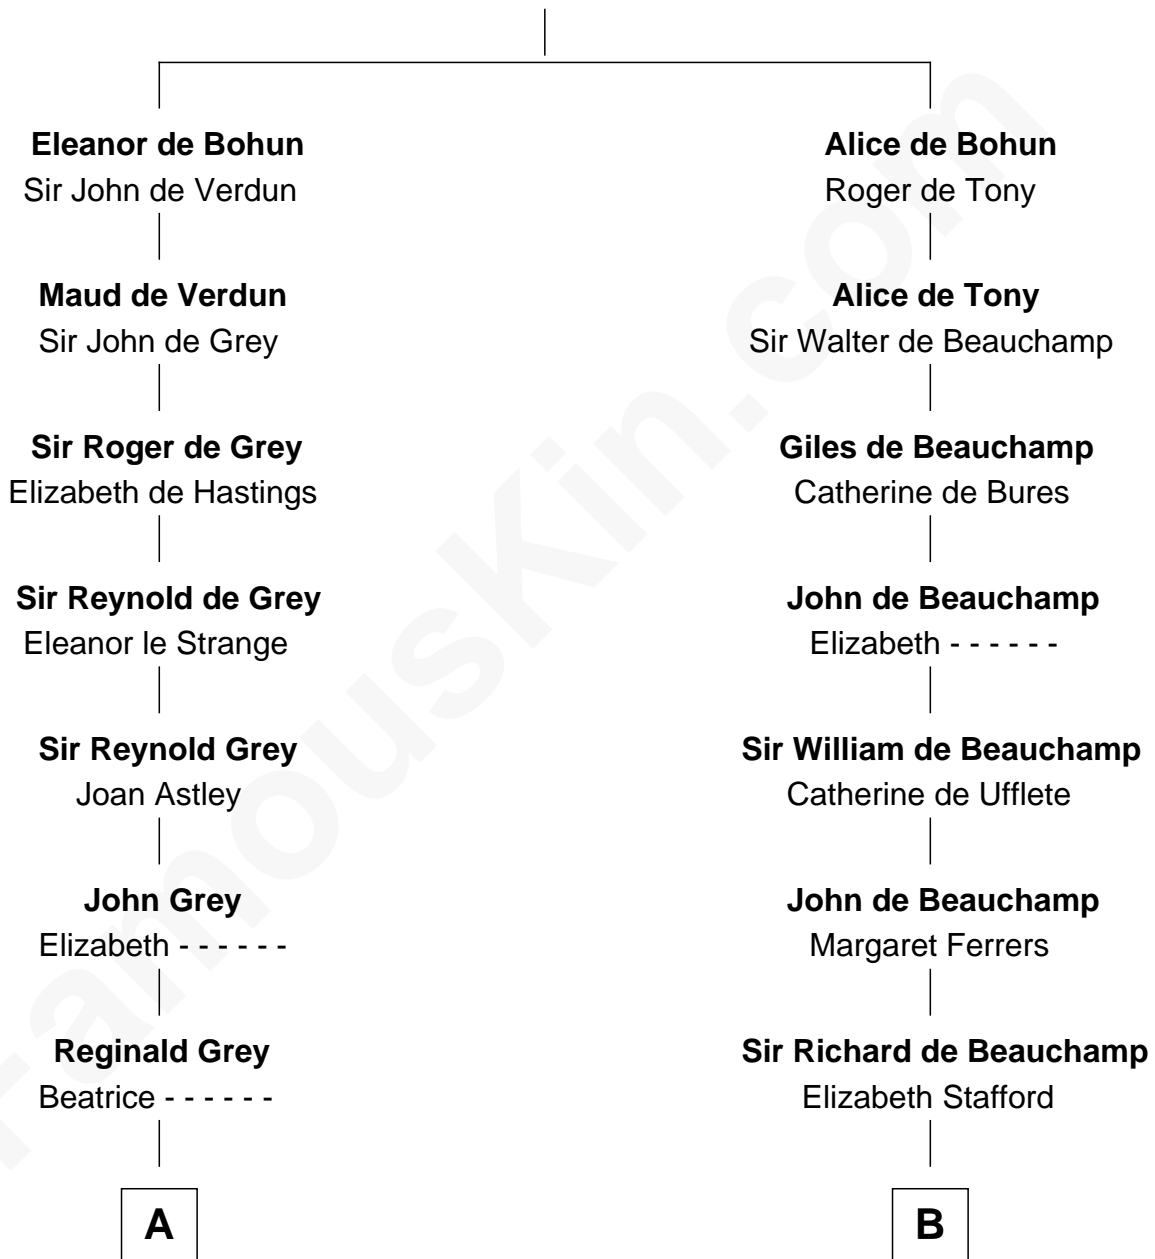 Eleanor de Bohun
Sir John de Verdun
Maud de Verdun
Sir John de Grey
Sir Roger de Grey
Elizabeth de Hastings
Sir Reynold de Grey
Eleanor le Strange
Sir Reynold Grey
Joan Astley
John Grey
Elizabeth - - - - - -
Reginald Grey
Beatrice - - - - - -
A
Alice de Bohun
Roger de Tony
Alice de Tony
Sir Walter de Beauchamp
Giles de Beauchamp
Catherine de Bures
John de Beauchamp
Elizabeth - - - - - -
Sir William de Beauchamp
Catherine de Ufflete
John de Beauchamp
Margaret Ferrers
Sir Richard de Beauchamp
Elizabeth Stafford
B
FamousKin.com